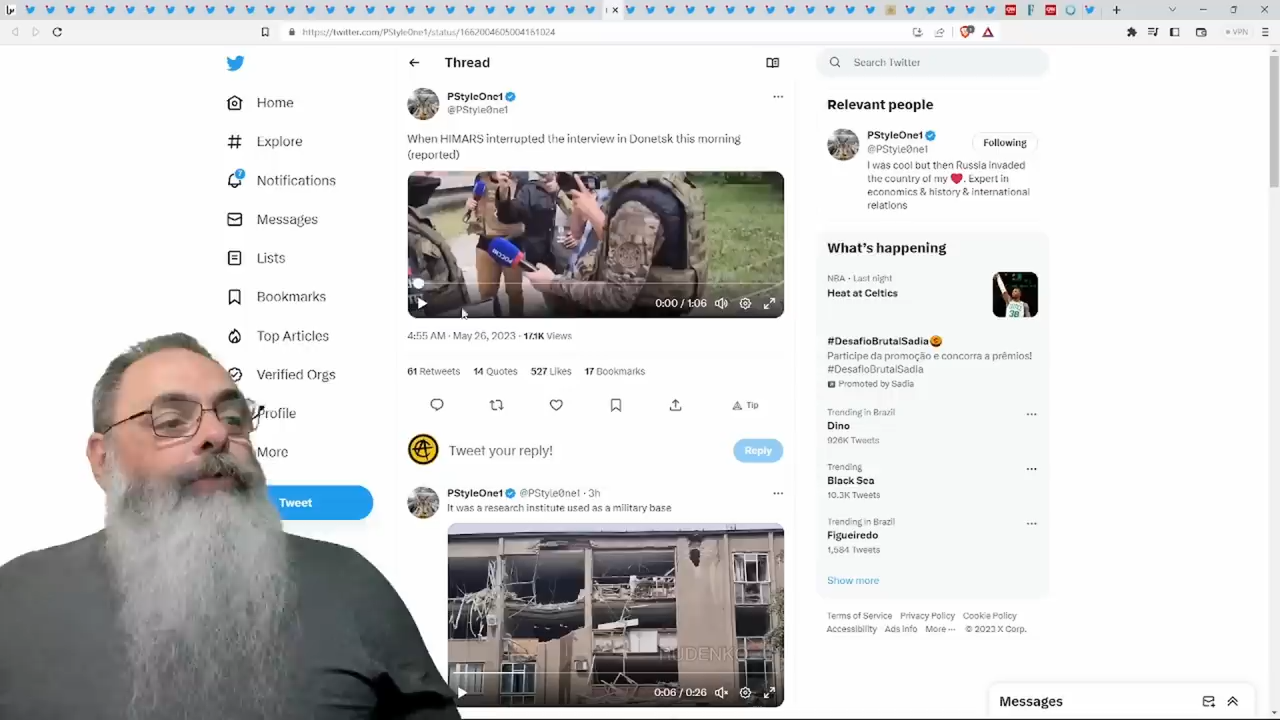 https://twitter.com/PStyle0ne1/status/1662004605004161024
VPN
Home
Explore
Notifications
Messages
Lists
Bookmarks
Top Articles
Verified Orgs
Profile
More
Tweet
Thread
PStyleOne1
@PStyle0ne1
When HIMARS interrupted the interview in Donetsk this morning
(reported)
0:00 / 1:06
4:55 AM · May 26, 2023 · 17.1K Views
61 Retweets 14 Quotes 527 Likes 17 Bookmarks
Tip
Tweet your reply!
Reply
PStyleOne1 @PStyle0ne1 · 3h
It was a research institute used as a military base
RUDENKO
0:06 / 0:26
Search Twitter
Relevant people
PStyleOne1
@PStyle0ne1
Following
I was cool but then Russia invaded
the country of my ❤️. Expert in
economics & history & international
relations
What's happening
NBA · Last night
Heat at Celtics
#DesafioBrutalSadia
Participe da promoção e concorra a prêmios!
#DesafioBrutalSadia
Promoted by Sadia
Trending in Brazil
Dino
926K Tweets
Trending
Black Sea
10.3K Tweets
Trending in Brazil
Figueiredo
1,584 Tweets
Show more
Terms of Service Privacy Policy Cookie Policy
Accessibility Ads info More ··· © 2023 X Corp.
Messages